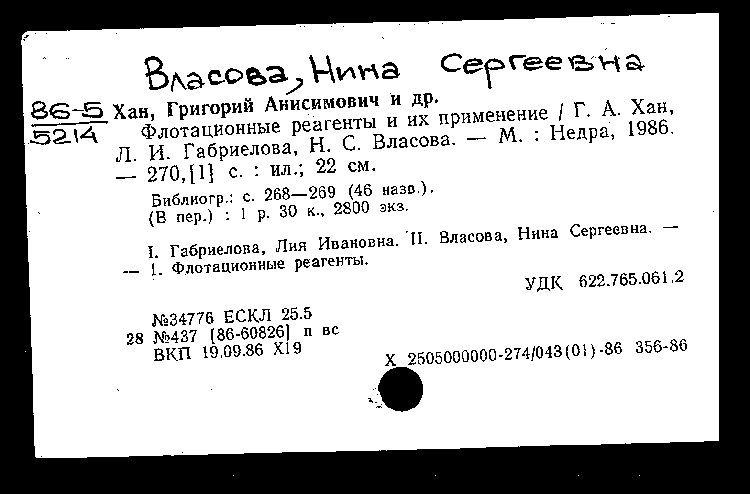 Власова, Нина Сергеевна
86-5
5214
Хан, Григорий Анисимович и др.
Флотационные реагенты и их применение / Г. А. Хан,
Л. И. Габриелова, Н. С. Власова. — М. : Недра, 1986.
— 270,[1] с. : ил.; 22 см.
Библиогр.: с. 268—269 (46 назв.).
(В пер.) : 1 р. 30 к., 2800 экз.
I. Габриелова, Лия Ивановна. II. Власова, Нина Сергеевна. —
— 1. Флотационные реагенты.
УДК 622.765.061.2
№34776 ЕСКЛ 25.5
28 №437 [86-60826] п вс
ВКП 19.09.86 Х19
Х 2505000000-274/043(01)-86 356-86